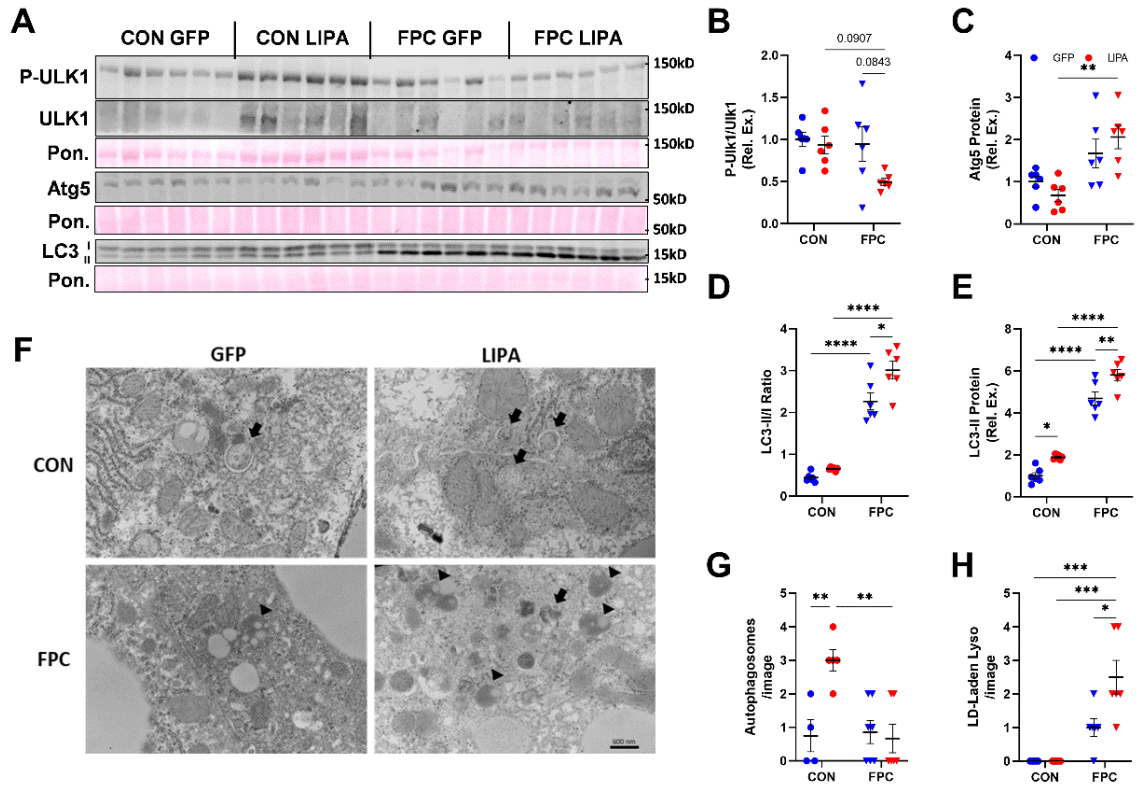 A
CON GFP CON LIPA FPC GFP FPC LIPA
P-ULK1 150kD
ULK1
Pon. 150kD
Atg5 50kD
Pon. 50kD
LC3 I II 15kD
Pon. 15kD
B
0.0907
0.0843
P-Ulk1/Ulk1
(Rel. Ex.)
2.0
1.5
1.0
0.5
0.0
CON FPC
C
GFP LIPA
**
Atg5 Protein
(Rel. Ex.)
4
3
2
1
0
CON FPC
D
****
**** *
LC3-II/I Ratio
4
3
2
1
0
CON FPC
E
****
**** **
*
LC3-II Protein
(Rel. Ex.)
8
6
4
2
0
CON FPC
F
GFP LIPA
CON
FPC
600 nm
G
** **
Autophagosomes
/image
5
4
3
2
1
0
CON FPC
H
***
***
*
LD-Laden Lyso
/image
5
4
3
2
1
0
CON FPC